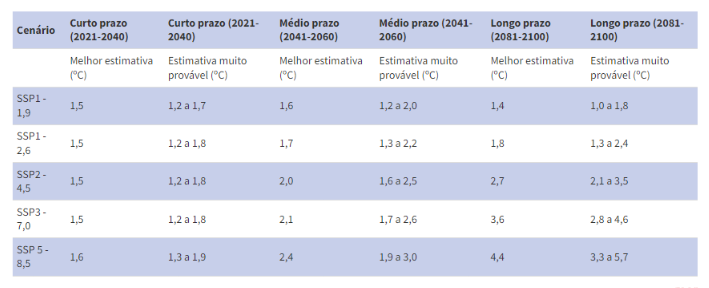 Cenário | Curto prazo (2021-2040) | Curto prazo (2021-2040) | Médio prazo (2041-2060) | Médio prazo (2041-2060) | Longo prazo (2081-2100) | Longo prazo (2081-2100)
Melhor estimativa (ºC) | Estimativa muito provável (ºC) | Melhor estimativa (ºC) | Estimativa muito provável (ºC) | Melhor estimativa (ºC) | Estimativa muito provável (ºC)
SSP1 - 1,9 | 1,5 | 1,2 a 1,7 | 1,6 | 1,2 a 2,0 | 1,4 | 1,0 a 1,8
SSP1 - 2,6 | 1,5 | 1,2 a 1,8 | 1,7 | 1,3 a 2,2 | 1,8 | 1,3 a 2,4
SSP2 - 4,5 | 1,5 | 1,2 a 1,8 | 2,0 | 1,6 a 2,5 | 2,7 | 2,1 a 3,5
SSP3 - 7,0 | 1,5 | 1,2 a 1,8 | 2,1 | 1,7 a 2,6 | 3,6 | 2,8 a 4,6
SSP 5 - 8,5 | 1,6 | 1,3 a 1,9 | 2,4 | 1,9 a 3,0 | 4,4 | 3,3 a 5,7